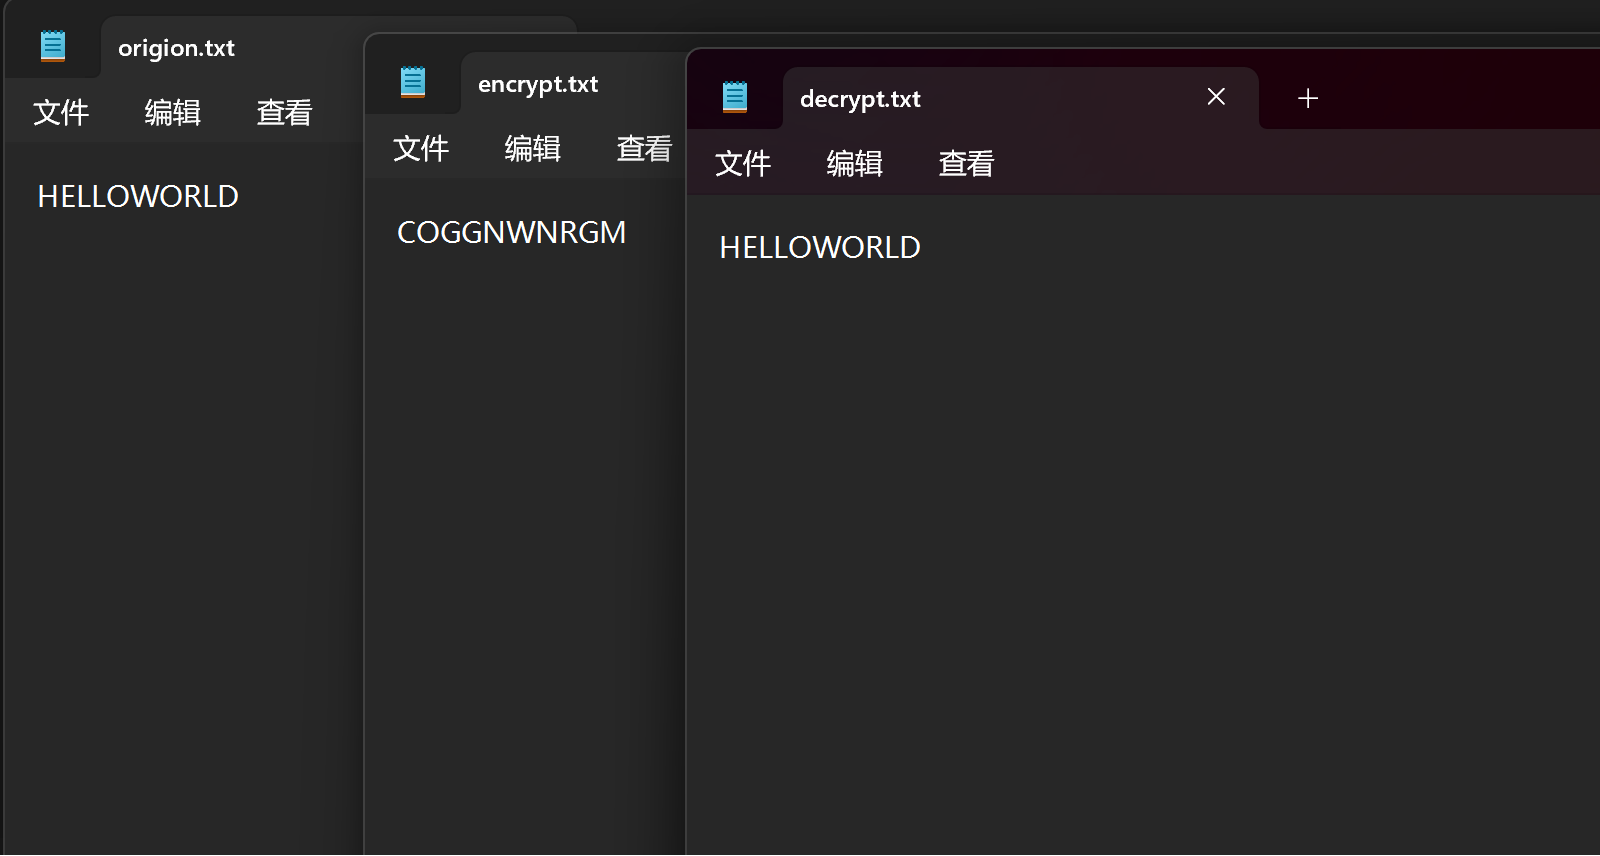 origion.txt
文件 编辑 查看
HELLOWORLD
encrypt.txt
文件 编辑 查看
COGGNWNRGM
decrypt.txt
文件 编辑 查看
HELLOWORLD